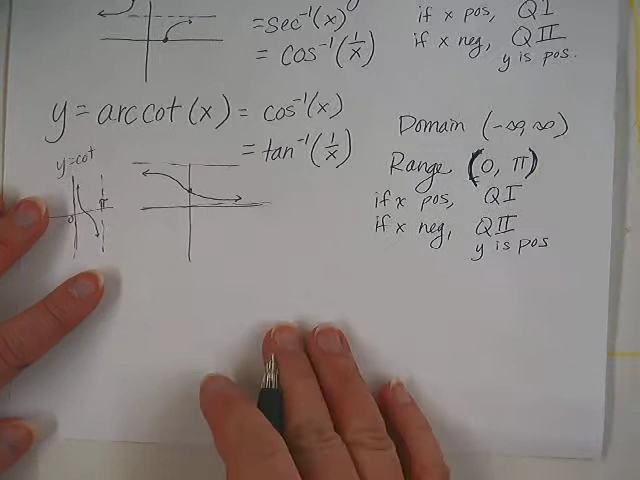 = sec⁻¹(x)
= cos⁻¹(1/x)
if x pos, QI
if x neg, QII
y is pos.
y = arccot(x) = cos⁻¹(x)
= tan⁻¹(1/x)
Domain (-∞, ∞)
Range (0, π)
if x pos, QI
if x neg, QII
y is pos
y=cot
0 π